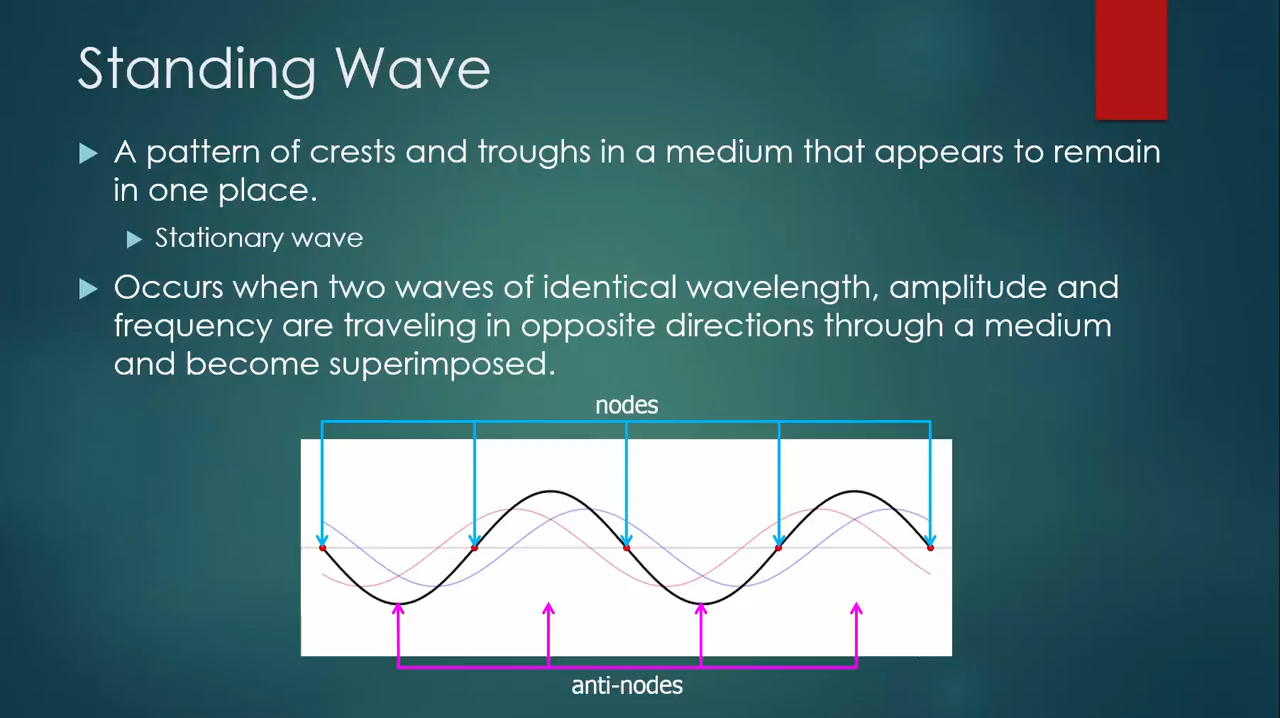 Standing Wave
A pattern of crests and troughs in a medium that appears to remain
in one place.
Stationary wave
Occurs when two waves of identical wavelength, amplitude and
frequency are traveling in opposite directions through a medium
and become superimposed.
nodes
anti-nodes